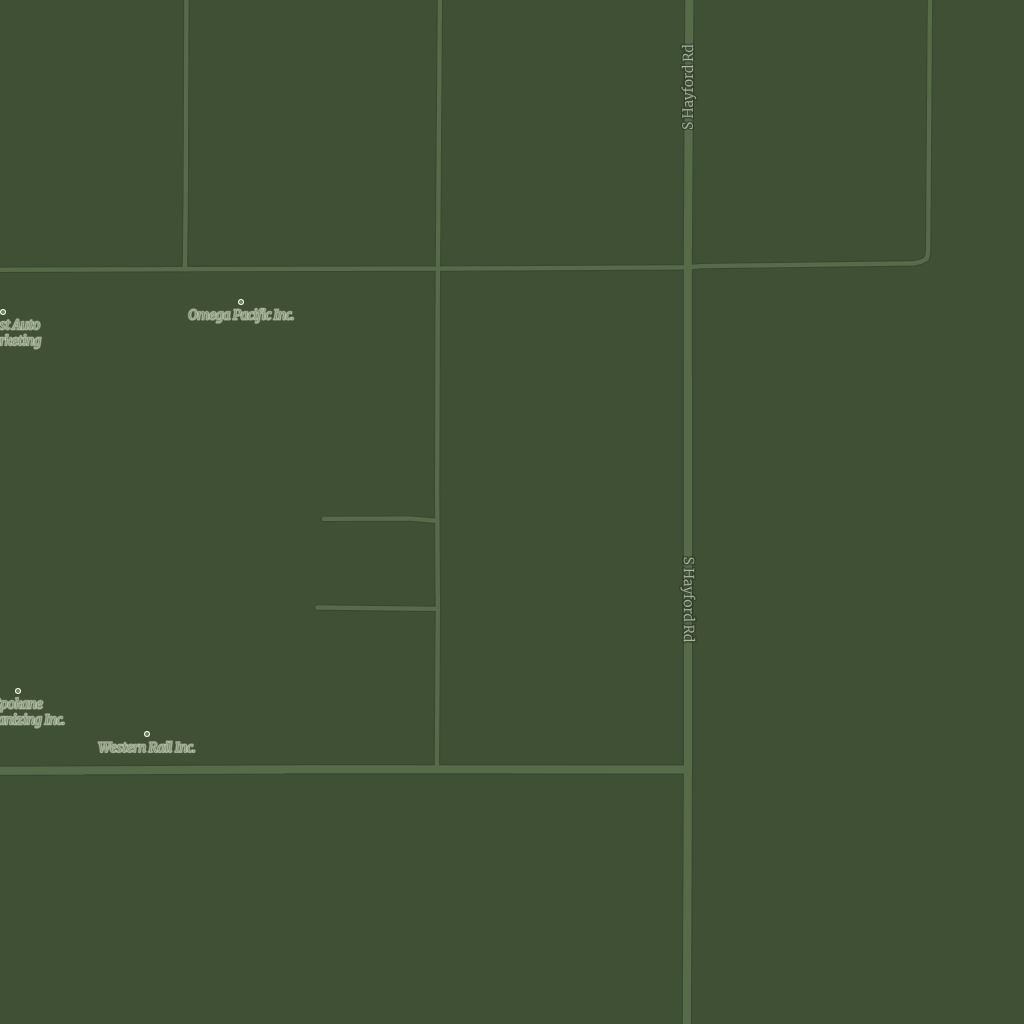 S Hayford Rd
Omega Pacific Inc.
st Auto
rketing
S Hayford Rd
pokane
anizing Inc.
Western Rail Inc.